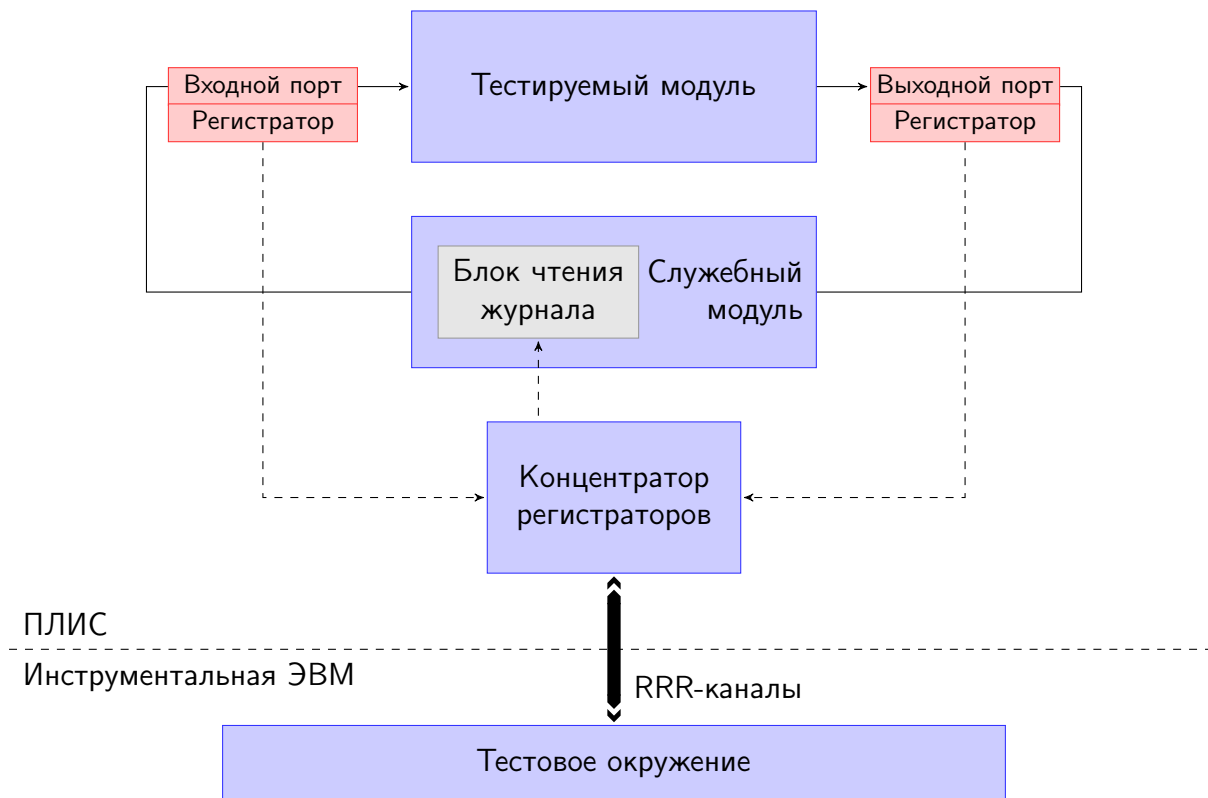 Входной порт
Регистратор
Тестируемый модуль
Выходной порт
Регистратор
Блок чтения
журнала
Служебный
модуль
Концентратор
регистраторов
ПЛИС
Инструментальная ЭВМ
RRR-каналы
Тестовое окружение